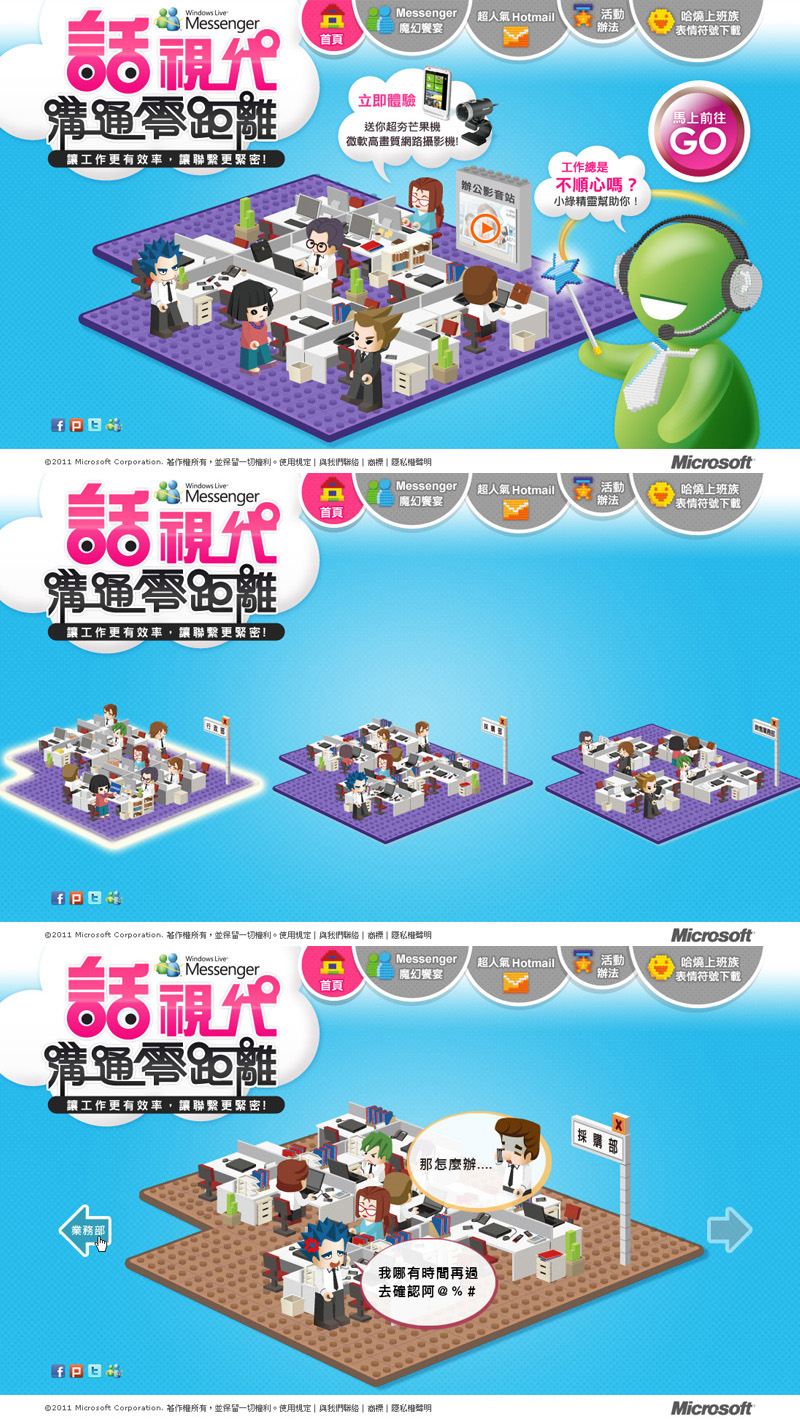 Windows Live™
Messenger
話視代
溝通零距離
讓工作更有效率，讓聯繫更緊密!
首頁
Messenger
魔幻饗宴
超人氣 Hotmail
活動
辦法
哈燒上班族
表情符號下載
立即體驗
送你超夯芒果機
微軟高畫質網路攝影機!
馬上前往
GO
工作總是
不順心嗎？
小綠精靈幫助你！
辦公影音站
©2011 Microsoft Corporation. 著作權所有，並保留一切權利。使用規定 | 與我們聯絡 | 商標 | 隱私權聲明
Microsoft
Windows Live™
Messenger
話視代
溝通零距離
讓工作更有效率，讓聯繫更緊密!
首頁
Messenger
魔幻饗宴
超人氣 Hotmail
活動
辦法
哈燒上班族
表情符號下載
行政部
採購部
©2011 Microsoft Corporation. 著作權所有，並保留一切權利。使用規定 | 與我們聯絡 | 商標 | 隱私權聲明
Microsoft
Windows Live™
Messenger
話視代
溝通零距離
讓工作更有效率，讓聯繫更緊密!
首頁
Messenger
魔幻饗宴
超人氣 Hotmail
活動
辦法
哈燒上班族
表情符號下載
那怎麼辦....
X
採購部
業務部
我哪有時間再過
去確認阿@%#
©2011 Microsoft Corporation. 著作權所有，並保留一切權利。使用規定 | 與我們聯絡 | 商標 | 隱私權聲明
Microsoft